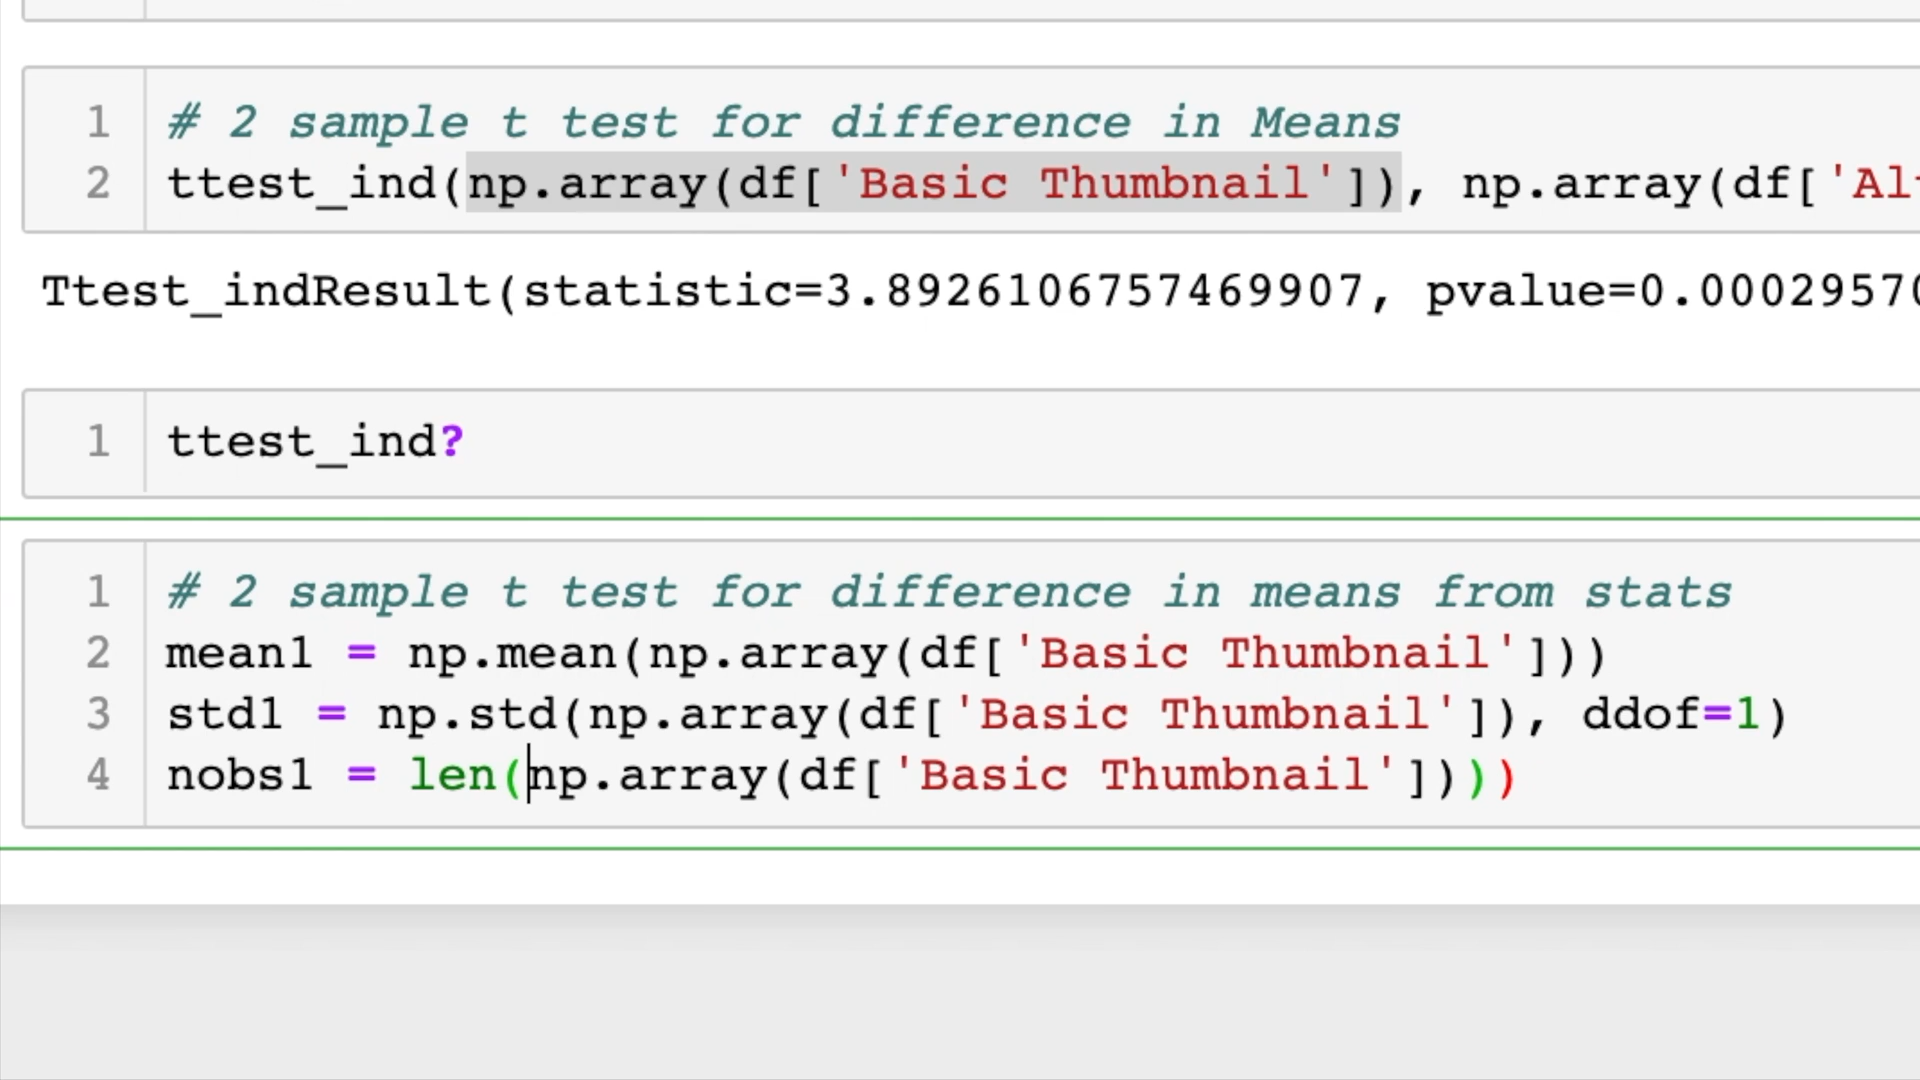 1 # 2 sample t test for difference in Means
2 ttest_ind(np.array(df['Basic Thumbnail']), np.array(df['Al
Ttest_indResult(statistic=3.8926106757469907, pvalue=0.0002957
1 ttest_ind?
1 # 2 sample t test for difference in means from stats
2 mean1 = np.mean(np.array(df['Basic Thumbnail']))
3 std1 = np.std(np.array(df['Basic Thumbnail']), ddof=1)
4 nobs1 = len(np.array(df['Basic Thumbnail'])))